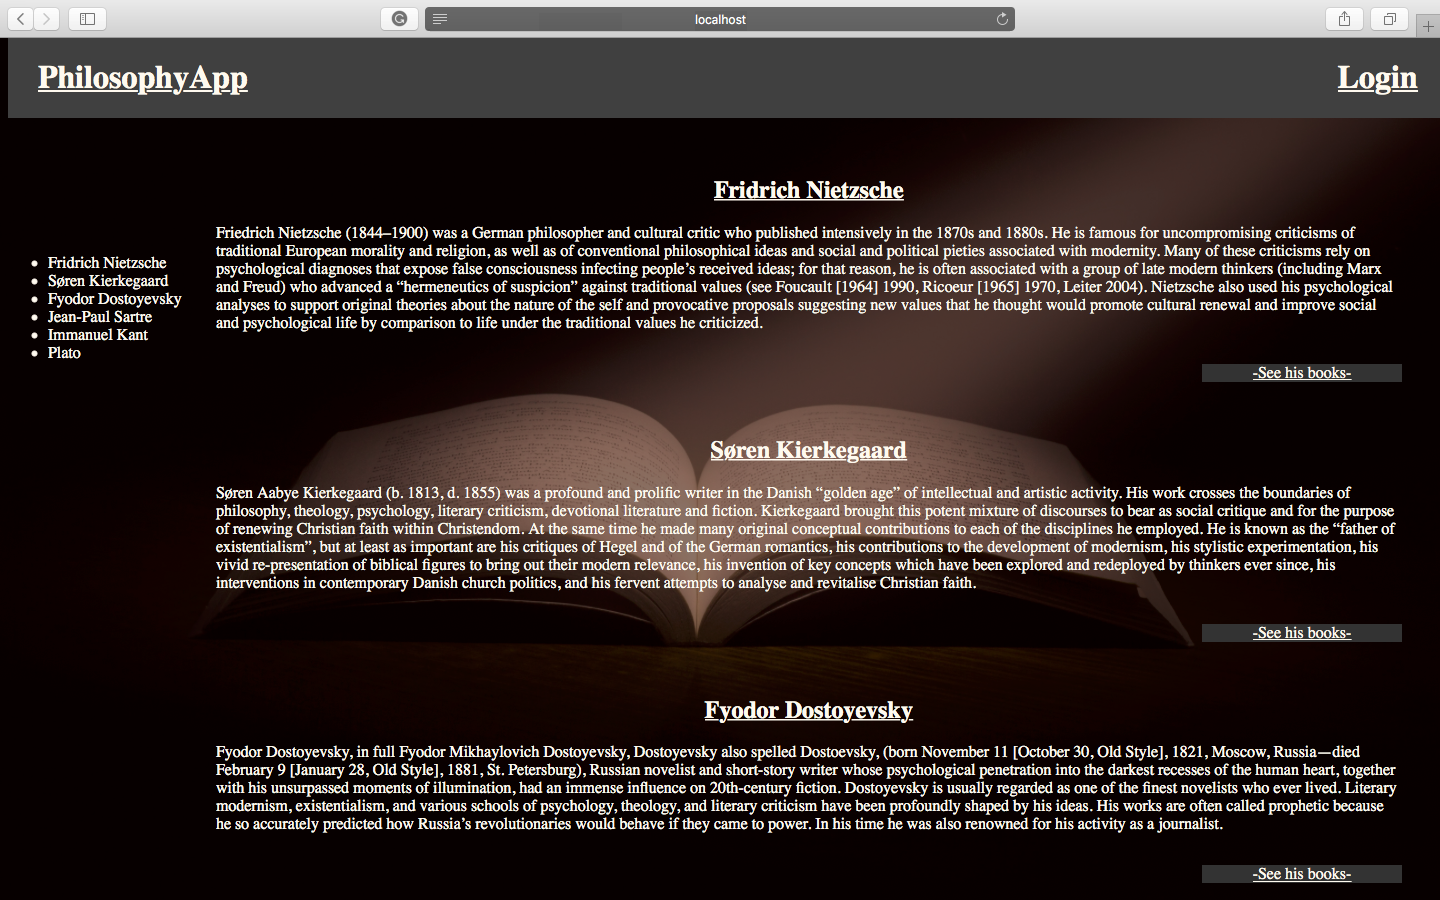 localhost
PhilosophyApp
Login
Fridrich Nietzsche
Søren Kierkegaard
Fyodor Dostoyevsky
Jean-Paul Sartre
Immanuel Kant
Plato
Fridrich Nietzsche
Friedrich Nietzsche (1844–1900) was a German philosopher and cultural critic who published intensively in the 1870s and 1880s. He is famous for uncompromising criticisms of
traditional European morality and religion, as well as of conventional philosophical ideas and social and political pieties associated with modernity. Many of these criticisms rely on
psychological diagnoses that expose false consciousness infecting people’s received ideas; for that reason, he is often associated with a group of late modern thinkers (including Marx
and Freud) who advanced a “hermeneutics of suspicion” against traditional values (see Foucault [1964] 1990, Ricoeur [1965] 1970, Leiter 2004). Nietzsche also used his psychological
analyses to support original theories about the nature of the self and provocative proposals suggesting new values that he thought would promote cultural renewal and improve social
and psychological life by comparison to life under the traditional values he criticized.
-See his books-
Søren Kierkegaard
Søren Aabye Kierkegaard (b. 1813, d. 1855) was a profound and prolific writer in the Danish “golden age” of intellectual and artistic activity. His work crosses the boundaries of
philosophy, theology, psychology, literary criticism, devotional literature and fiction. Kierkegaard brought this potent mixture of discourses to bear as social critique and for the purpose
of renewing Christian faith within Christendom. At the same time he made many original conceptual contributions to each of the disciplines he employed. He is known as the “father of
existentialism”, but at least as important are his critiques of Hegel and of the German romantics, his contributions to the development of modernism, his stylistic experimentation, his
vivid re-presentation of biblical figures to bring out their modern relevance, his invention of key concepts which have been explored and redeployed by thinkers ever since, his
interventions in contemporary Danish church politics, and his fervent attempts to analyse and revitalise Christian faith.
-See his books-
Fyodor Dostoyevsky
Fyodor Dostoyevsky, in full Fyodor Mikhaylovich Dostoyevsky, Dostoyevsky also spelled Dostoevsky, (born November 11 [October 30, Old Style], 1821, Moscow, Russia—died
February 9 [January 28, Old Style], 1881, St. Petersburg), Russian novelist and short-story writer whose psychological penetration into the darkest recesses of the human heart, together
with his unsurpassed moments of illumination, had an immense influence on 20th-century fiction. Dostoyevsky is usually regarded as one of the finest novelists who ever lived. Literary
modernism, existentialism, and various schools of psychology, theology, and literary criticism have been profoundly shaped by his ideas. His works are often called prophetic because
he so accurately predicted how Russia’s revolutionaries would behave if they came to power. In his time he was also renowned for his activity as a journalist.
-See his books-